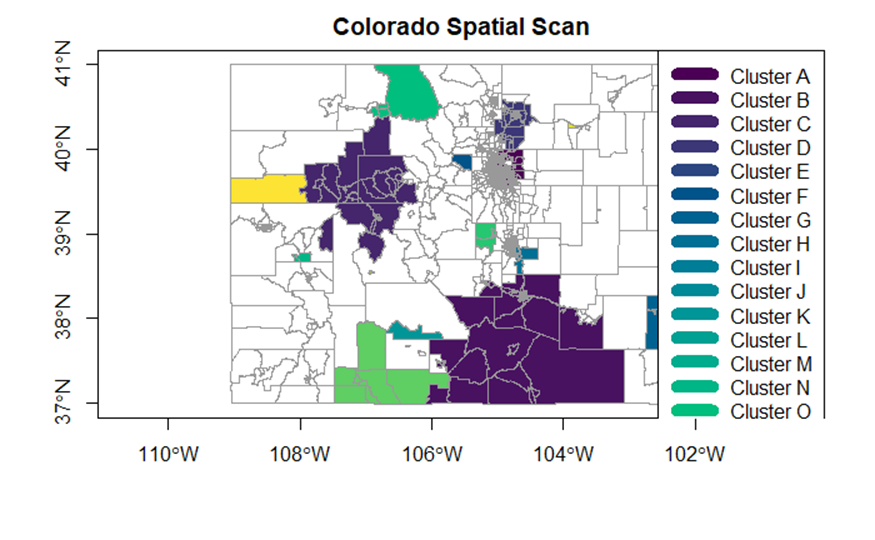 Colorado Spatial Scan
41°N
40°N
39°N
38°N
37°N
110°W
108°W
106°W
104°W
102°W
Cluster A
Cluster B
Cluster C
Cluster D
Cluster E
Cluster F
Cluster G
Cluster H
Cluster I
Cluster J
Cluster K
Cluster L
Cluster M
Cluster N
Cluster O